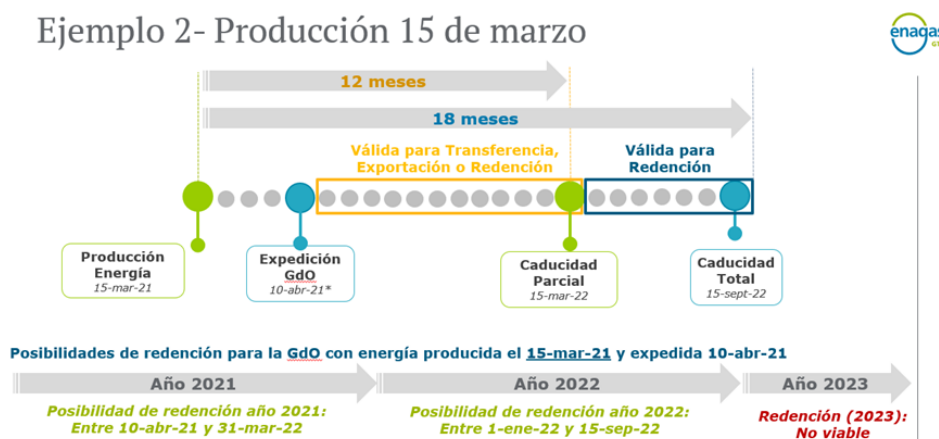 Ejemplo 2- Producción 15 de marzo
enagas
12 meses
18 meses
Válida para Transferencia,
Exportación o Redención
Válida para
Redención
Producción
Energía
15-mar-21
Expedición
GdO
10-abr-21*
Caducidad
Parcial
15-mar-22
Caducidad
Total
15-sept-22
Posibilidades de redención para la GdO con energía producida el 15-mar-21 y expedida 10-abr-21
Año 2021
Año 2022
Año 2023
Posibilidad de redención año 2021:
Entre 10-abr-21 y 31-mar-22
Posibilidad de redención año 2022:
Entre 1-ene-22 y 15-sep-22
Redención (2023):
No viable